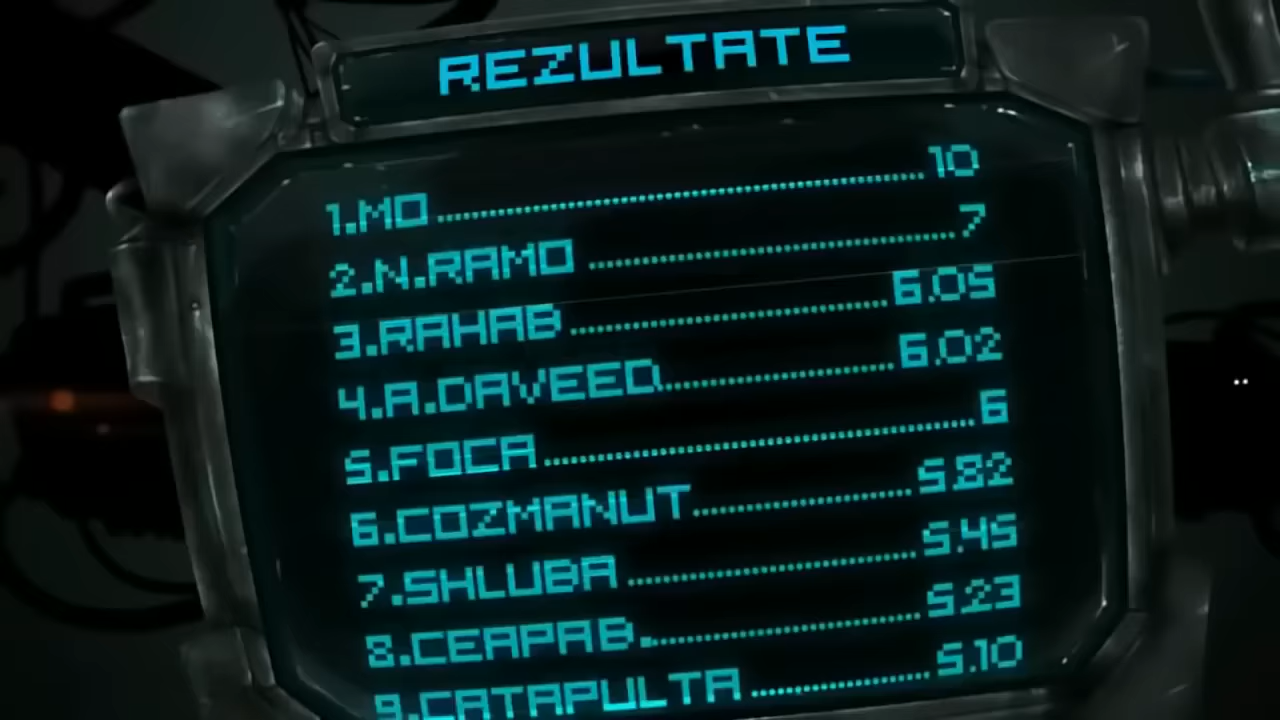 REZULTATE
1.MO.......................................................10
2.N.RAMO..........................................7
3.RAHAB....................................6.05
4.A.DAVEED..........................6.02
5.FOCA.................................................6
6.COZMANUT.........................5.82
7.SHLUBA.................................5.45
8.CEAPAB................................5.23
9.CATAPULTA.....................5.10